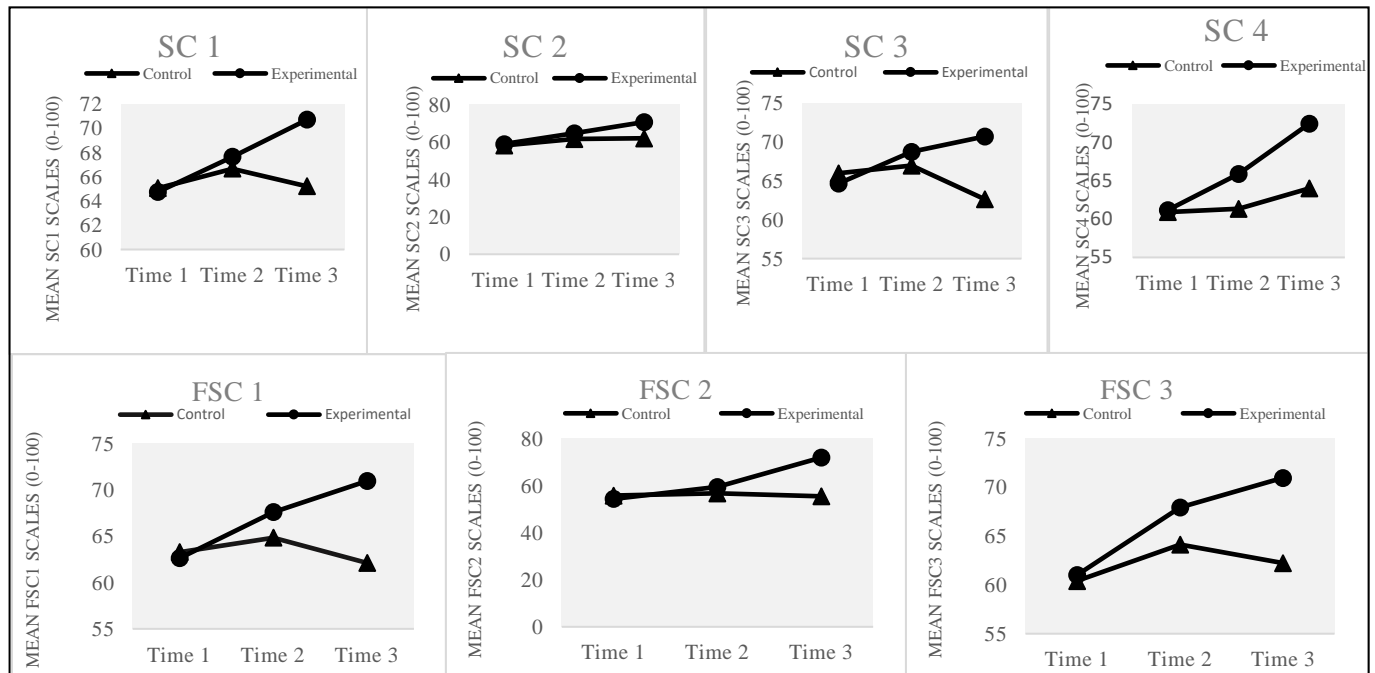 SC 1
Control Experimental
MEAN SC1 SCALES (0-100)
72
70
68
66
64
62
60
Time 1 Time 2 Time 3
SC 2
Control Experimental
MEAN SC2 SCALES (0-100)
80
60
40
20
0
Time 1 Time 2 Time 3
SC 3
Control Experimental
MEAN SC3 SCALES (0-100)
75
70
65
60
55
Time 1 Time 2 Time 3
SC 4
Control Experimental
MEAN SC4 SCALES (0-100)
75
70
65
60
55
Time 1 Time 2 Time 3
FSC 1
Control Experimental
MEAN FSC1 SCALES (0-100)
75
70
65
60
55
Time 1 Time 2 Time 3
FSC 2
Control Experimental
MEAN FSC2 SCALES (0-100)
80
60
40
20
0
Time 1 Time 2 Time 3
FSC 3
Control Experimental
MEAN FSC3 SCALES (0-100)
75
70
65
60
55
Time 1 Time 2 Time 3